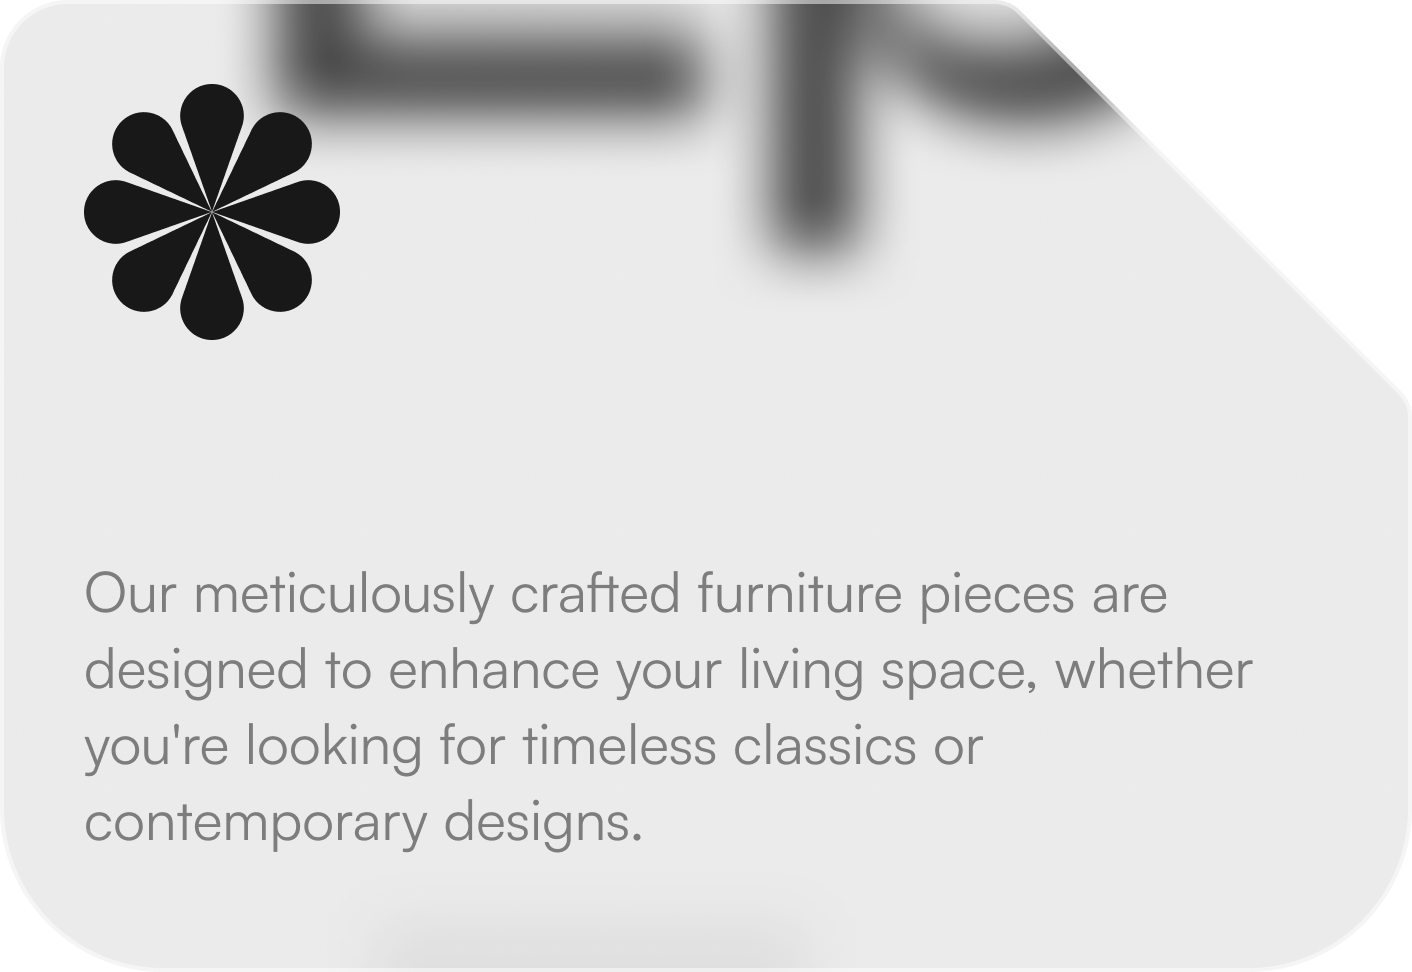 Our meticulously crafted furniture pieces are
designed to enhance your living space, whether
you're looking for timeless classics or
contemporary designs.